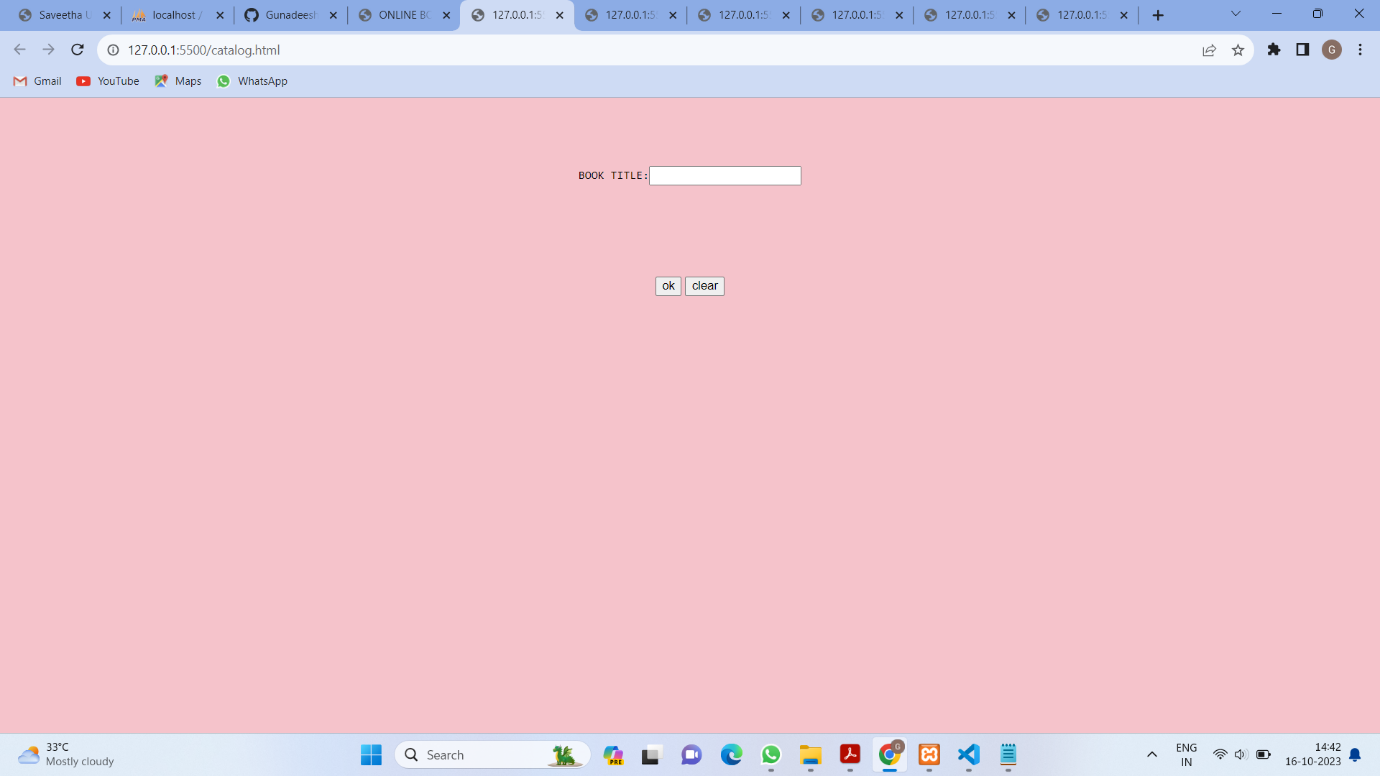 Saveetha U
localhost /
Gunadeesh
ONLINE BO
127.0.0.1:5
127.0.0.1:5
127.0.0.1:5
127.0.0.1:5
127.0.0.1:5
127.0.0.1:5
127.0.0.1:5500/catalog.html
G
Gmail YouTube Maps WhatsApp
BOOK TITLE:
ok clear
33°C
Mostly cloudy
Search
PRE
G
ENG
IN
14:42
16-10-2023